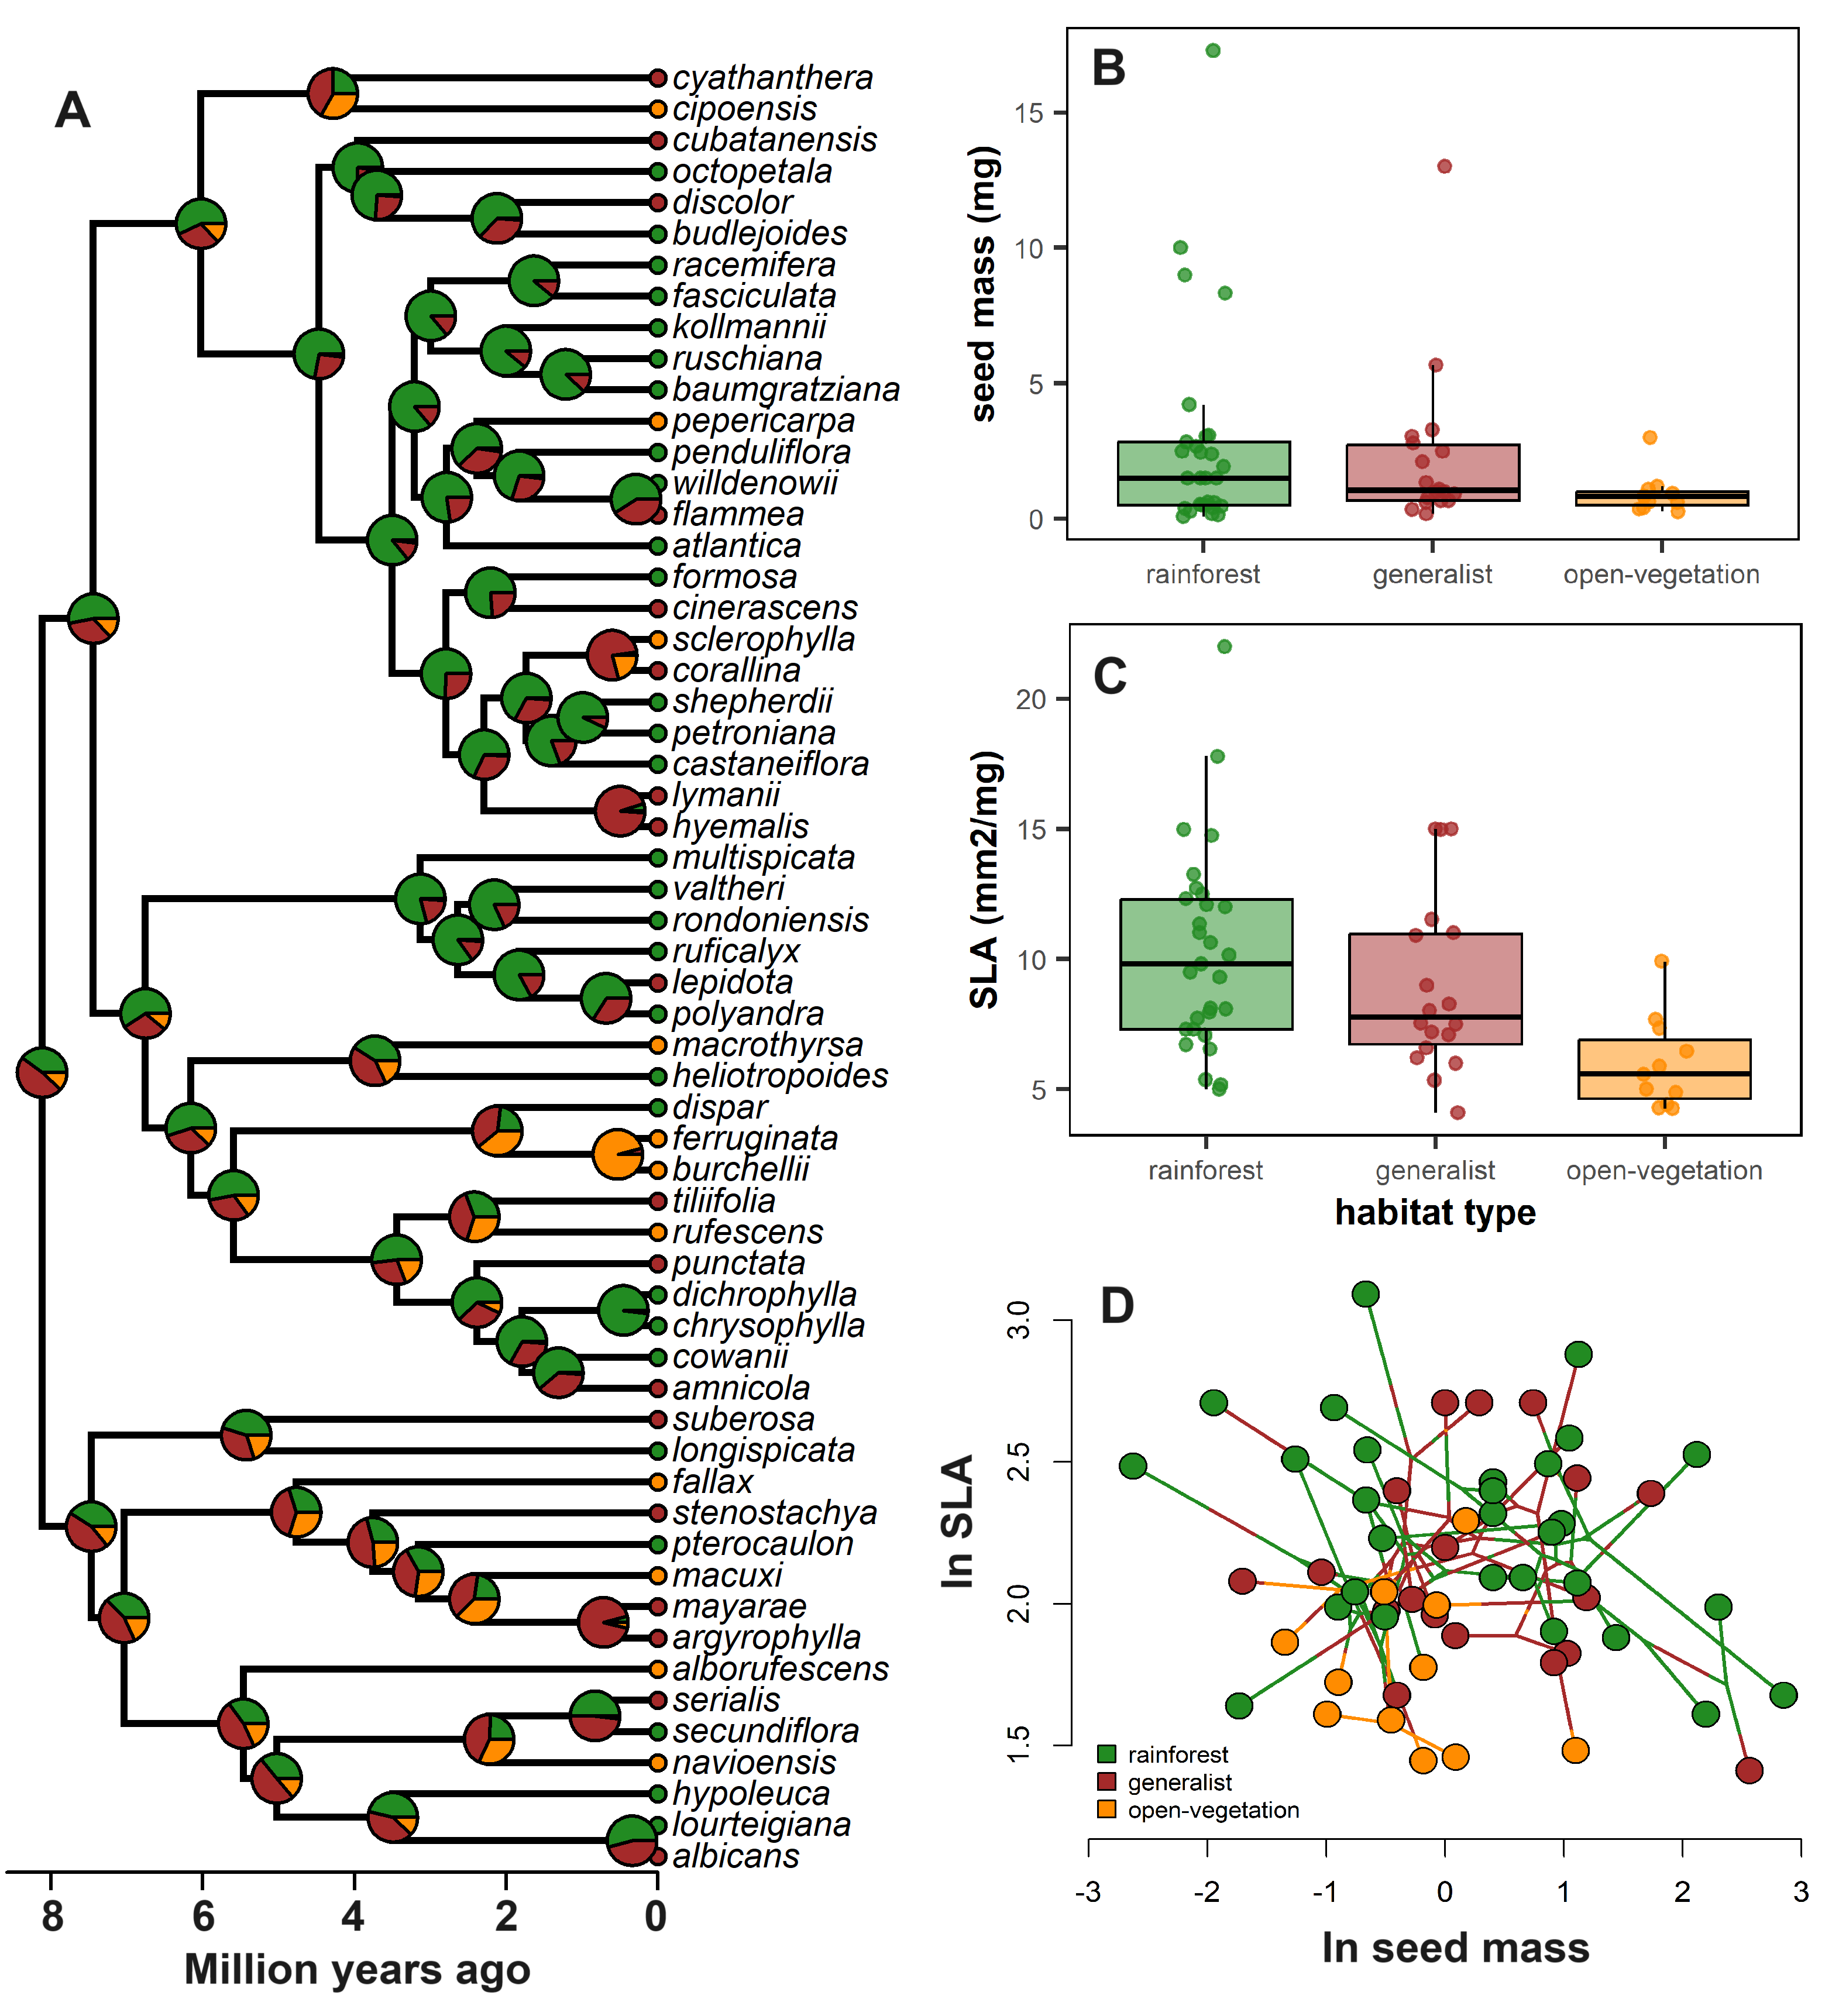 A
cyathanthera
cipoensis
cubatanensis
octopetala
discolor
budlejoides
racemifera
fasciculata
kollmannii
ruschiana
baumgratziana
pepericarpa
penduliflora
willdenowii
flammea
atlantica
formosa
cinerascens
sclerophylla
corallina
shepherdii
petroniana
castaneiflora
lymanii
hyemalis
multispicata
valtheri
rondoniensis
ruficalyx
lepidota
polyandra
macrothyrsa
heliotropoides
dispar
ferruginata
burchellii
tiliifolia
rufescens
punctata
dichrophylla
chrysophylla
cowanii
amnicola
suberosa
longispicata
fallax
stenostachya
pterocaulon
macuxi
mayarae
argyrophylla
alborufescens
serialis
secundiflora
navioensis
hypoleuca
lourteigiana
albicans
8 6 4 2 0
Million years ago
B
seed mass (mg)
15
10
5
0
rainforest generalist open-vegetation
C
SLA (mm2/mg)
20
15
10
5
rainforest generalist open-vegetation
habitat type
D
ln SLA
3.0
2.5
2.0
1.5
rainforest
generalist
open-vegetation
-3 -2 -1 0 1 2 3
ln seed mass